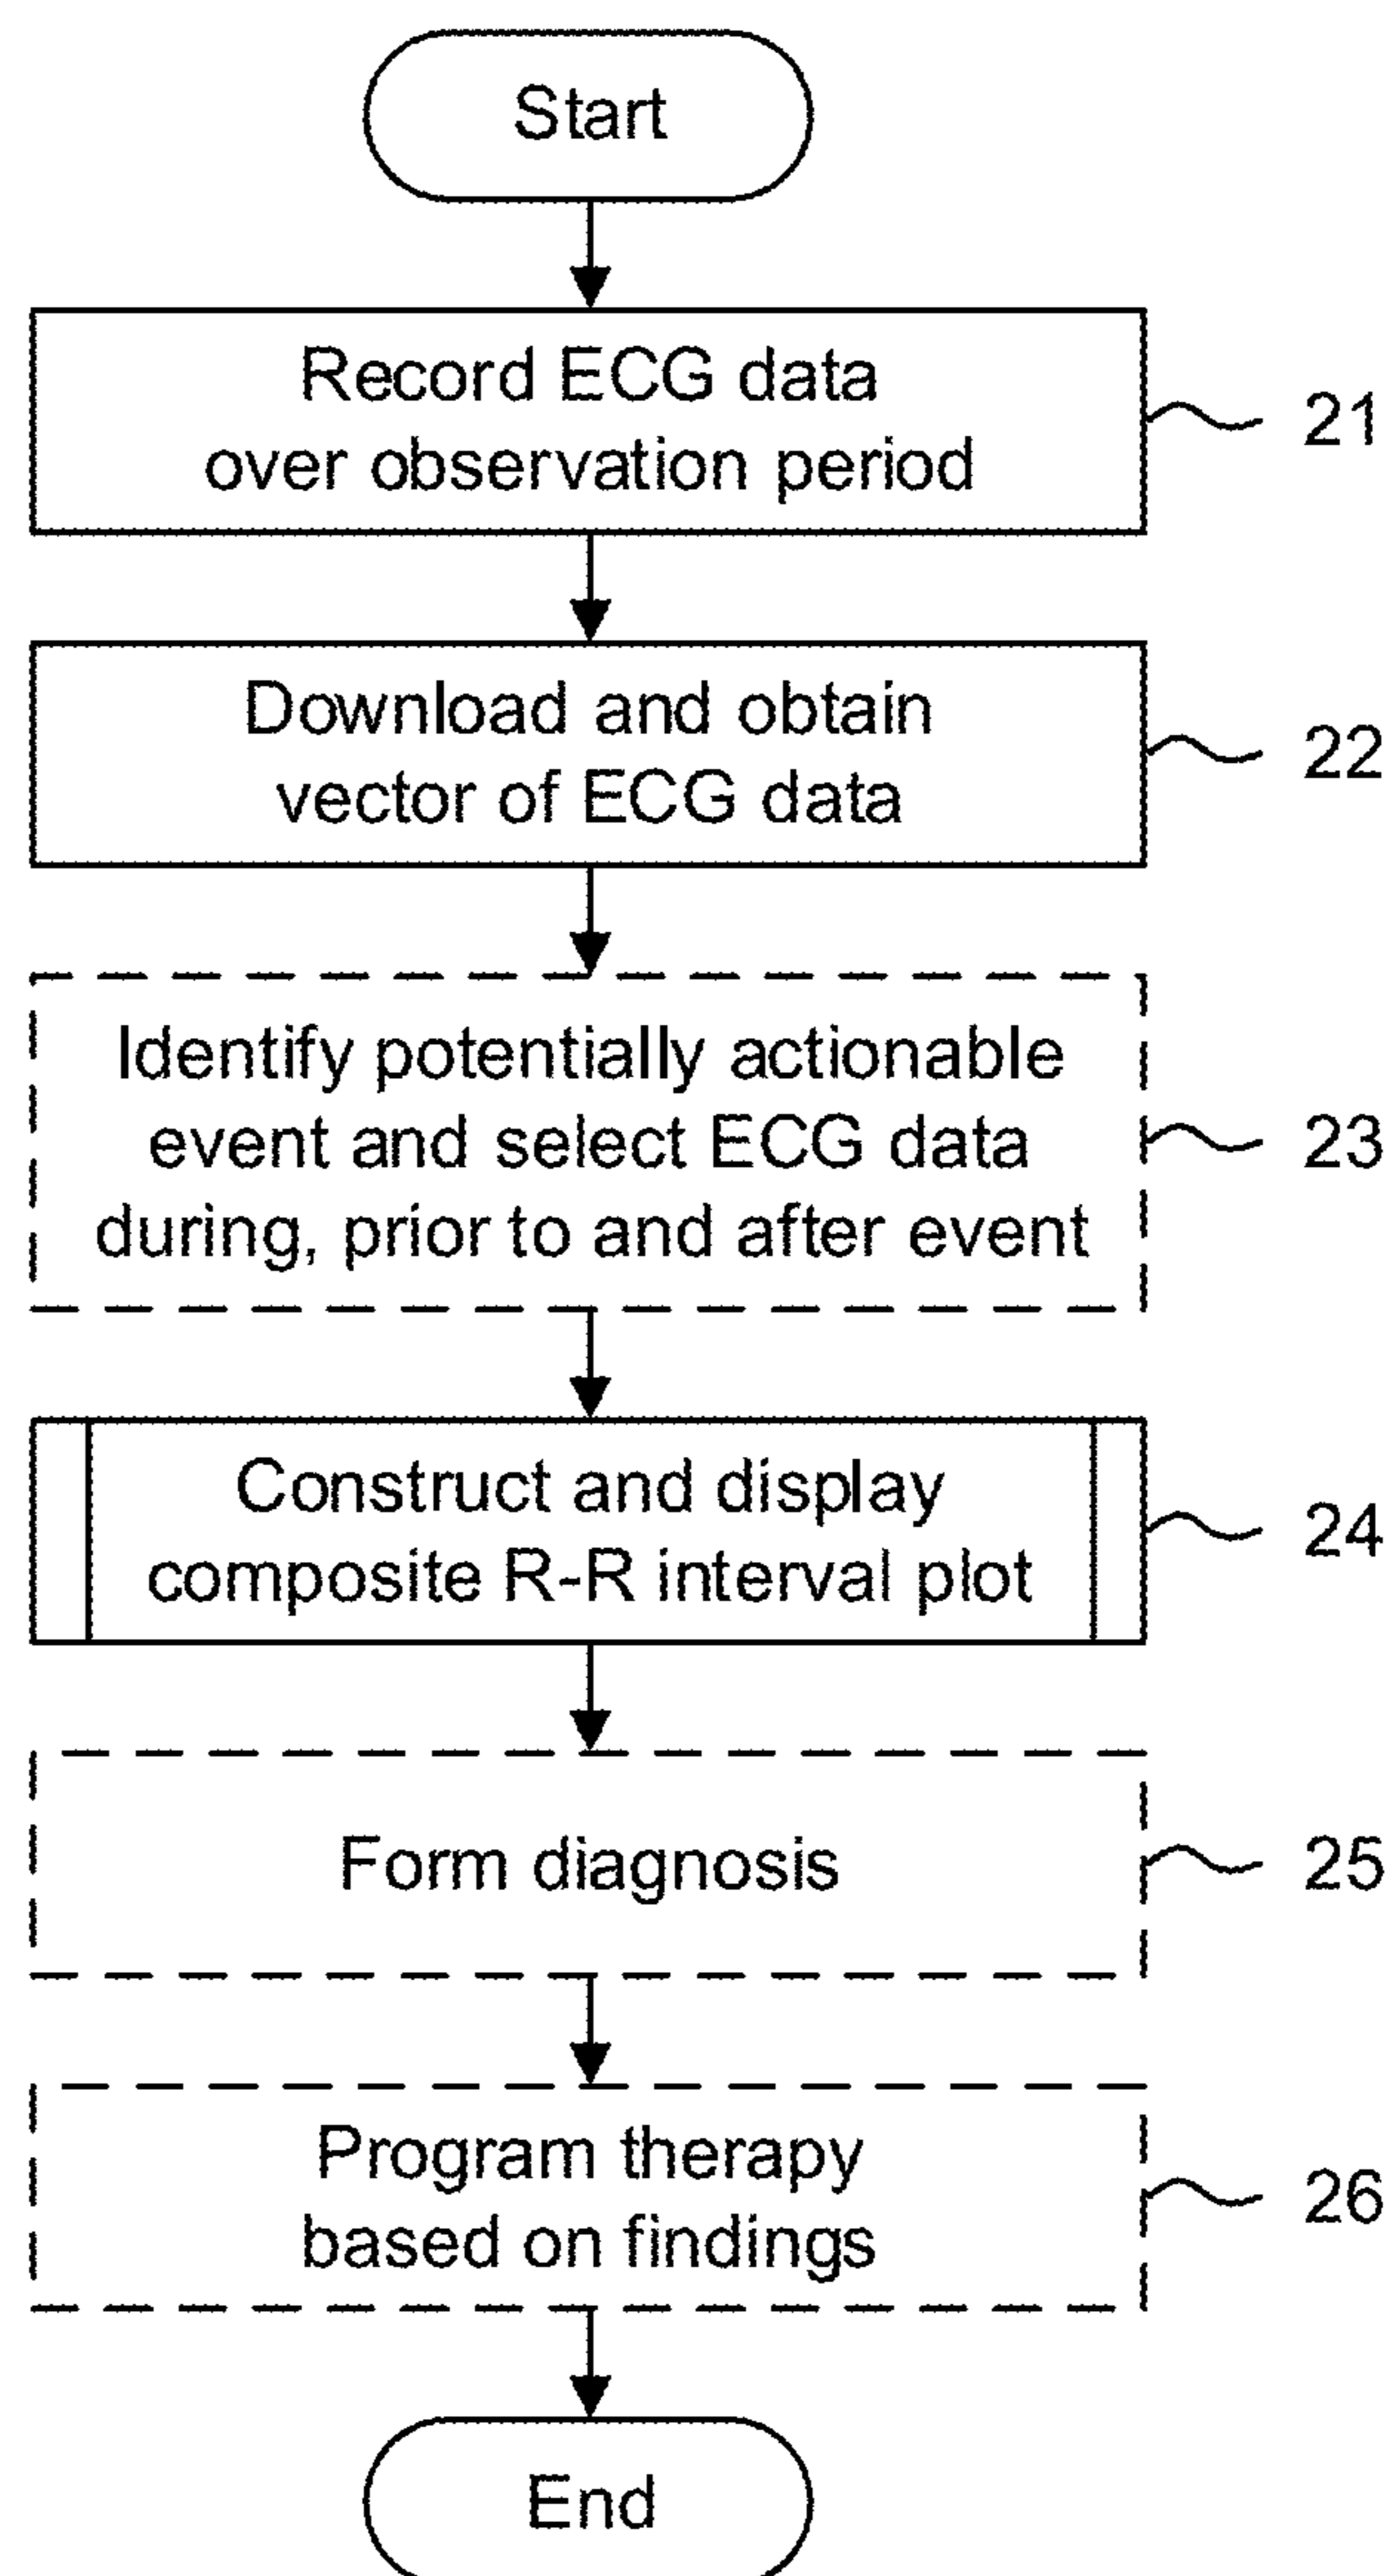 Start
Record ECG data
over observation period
21
Download and obtain
vector of ECG data
22
Identify potentially actionable
event and select ECG data
during, prior to and after event
23
Construct and display
composite R-R interval plot
24
Form diagnosis
25
Program therapy
based on findings
26
End